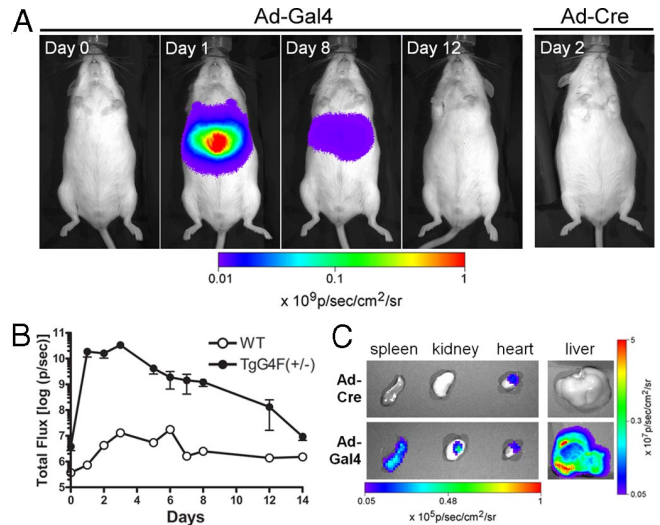 A
Ad-Gal4
Ad-Cre
Day 0
Day 1
Day 8
Day 12
Day 2
0.01
0.1
1
x 10⁹p/sec/cm²/sr
B
Total Flux [log (p/sec)]
11
10
9
8
7
6
5
WT
TgG4F(+/-)
0
2
4
6
8
10
12
14
Days
C
spleen
kidney
heart
liver
Ad-
Cre
Ad-
Gal4
0.05
0.48
1
x 10⁵p/sec/cm²/sr
5
0.3
0.05
x 10⁷p/sec/cm²/sr